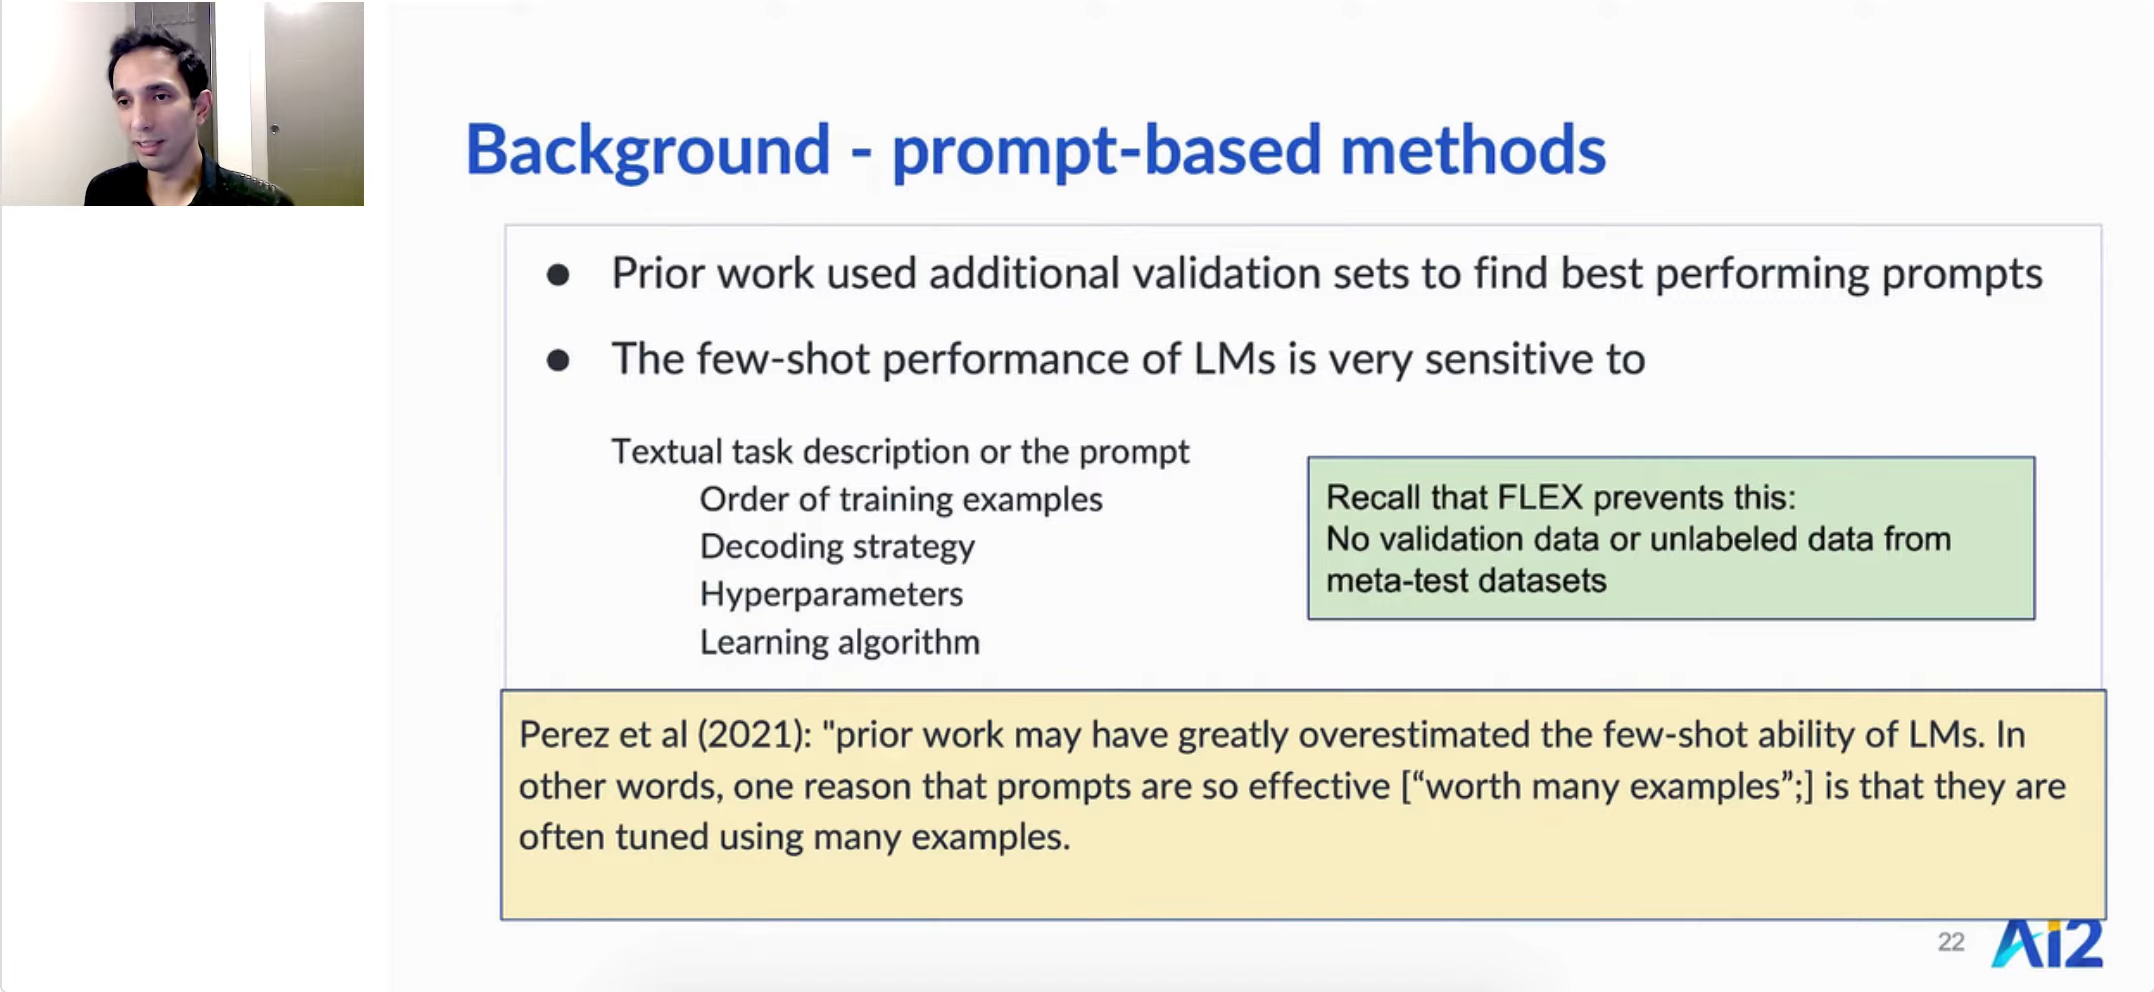 Background - prompt-based methods
● Prior work used additional validation sets to find best performing prompts
● The few-shot performance of LMs is very sensitive to
Textual task description or the prompt
Order of training examples
Decoding strategy
Hyperparameters
Learning algorithm
Recall that FLEX prevents this:
No validation data or unlabeled data from
meta-test datasets
Perez et al (2021): "prior work may have greatly overestimated the few-shot ability of LMs. In
other words, one reason that prompts are so effective [“worth many examples”;] is that they are
often tuned using many examples.
22
Ai2